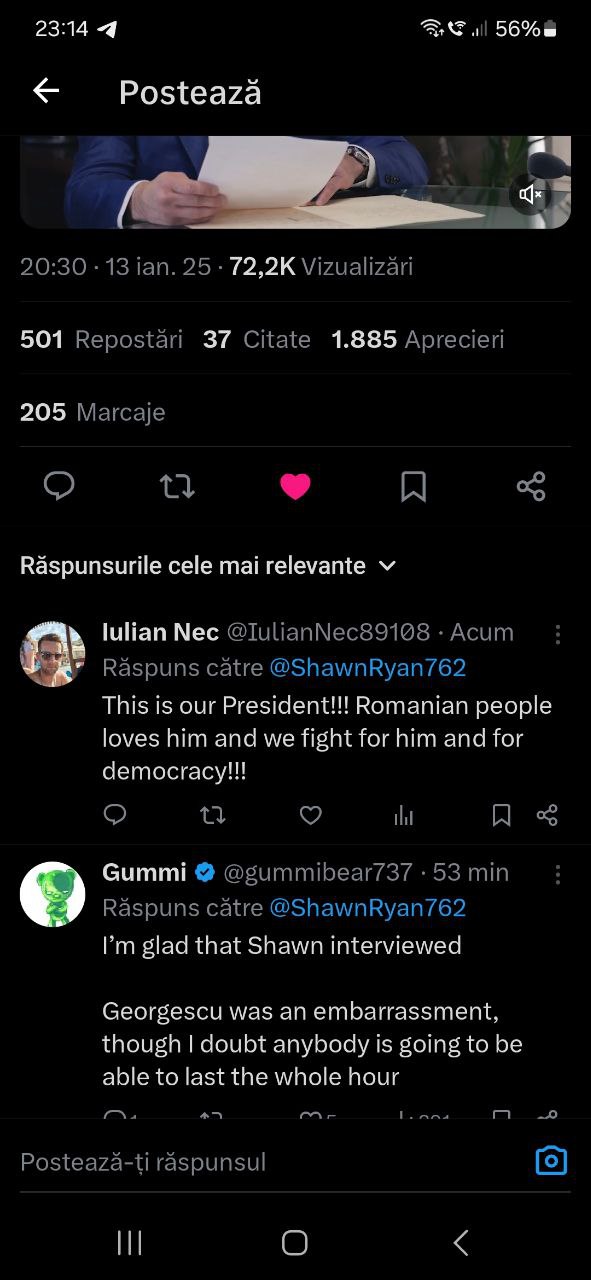 23:14 56%
Postează
20:30 · 13 ian. 25 · 72,2K Vizualizări
501 Repostări 37 Citate 1.885 Aprecieri
205 Marcaje
Răspunsurile cele mai relevante
Iulian Nec @IulianNec89108 · Acum
Răspuns către @ShawnRyan762
This is our President!!! Romanian people
loves him and we fight for him and for
democracy!!!
Gummi @gummibear737 · 53 min
Răspuns către @ShawnRyan762
I’m glad that Shawn interviewed
Georgescu was an embarrassment,
though I doubt anybody is going to be
able to last the whole hour
Postează-ți răspunsul